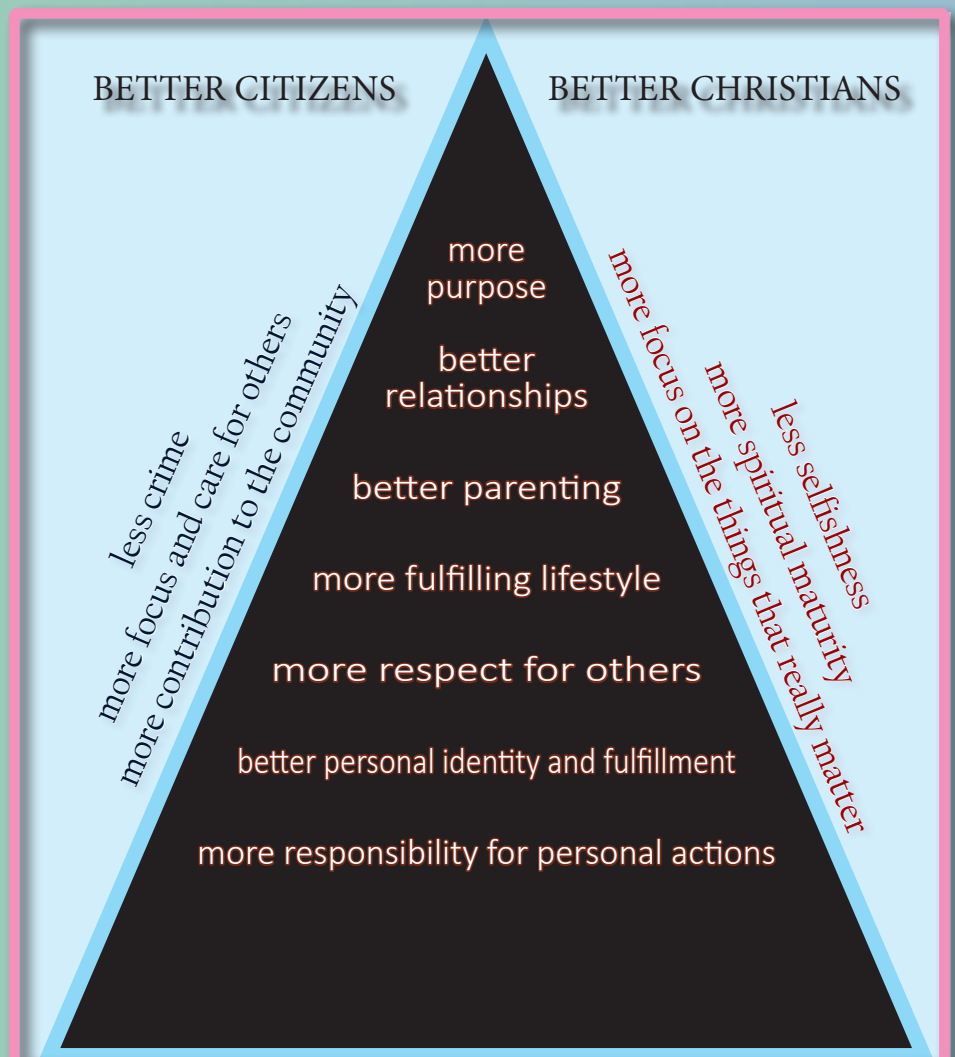 BETTER CITIZENS
BETTER CHRISTIANS
more
purpose
better
relationships
better parenting
more fulfilling lifestyle
more respect for others
better personal identity and fulfillment
more responsibility for personal actions
less crime
more focus and care for others
more contribution to the community
more focus on the things that really matter
more spiritual maturity
less selfishness